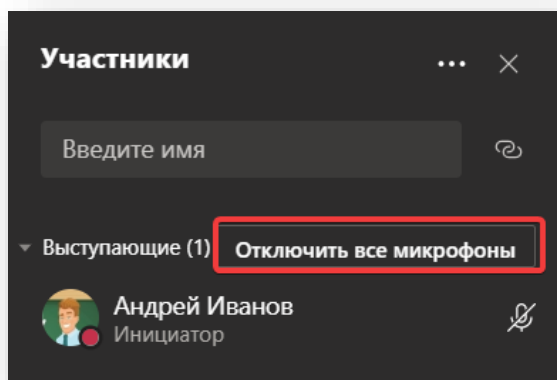 Участники
Введите имя
Выступающие (1) Отключить все микрофоны
Андрей Иванов
Инициатор